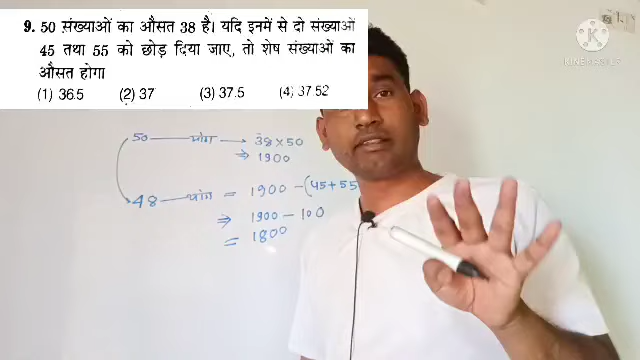 9. 50 संख्याओं का औसत 38 है। यदि इनमें से दो संख्याओं
45 तथा 55 को छोड़ दिया जाए, तो शेष संख्याओं का
औसत होगा
(1) 36.5 (2) 37 (3) 37.5 (4) 37.52
KINEMASTER
50 — योग → 38 × 50
⇒ 1900
48 — योग = 1900 - (45 + 55
⇒ 1900 - 100
= 1800